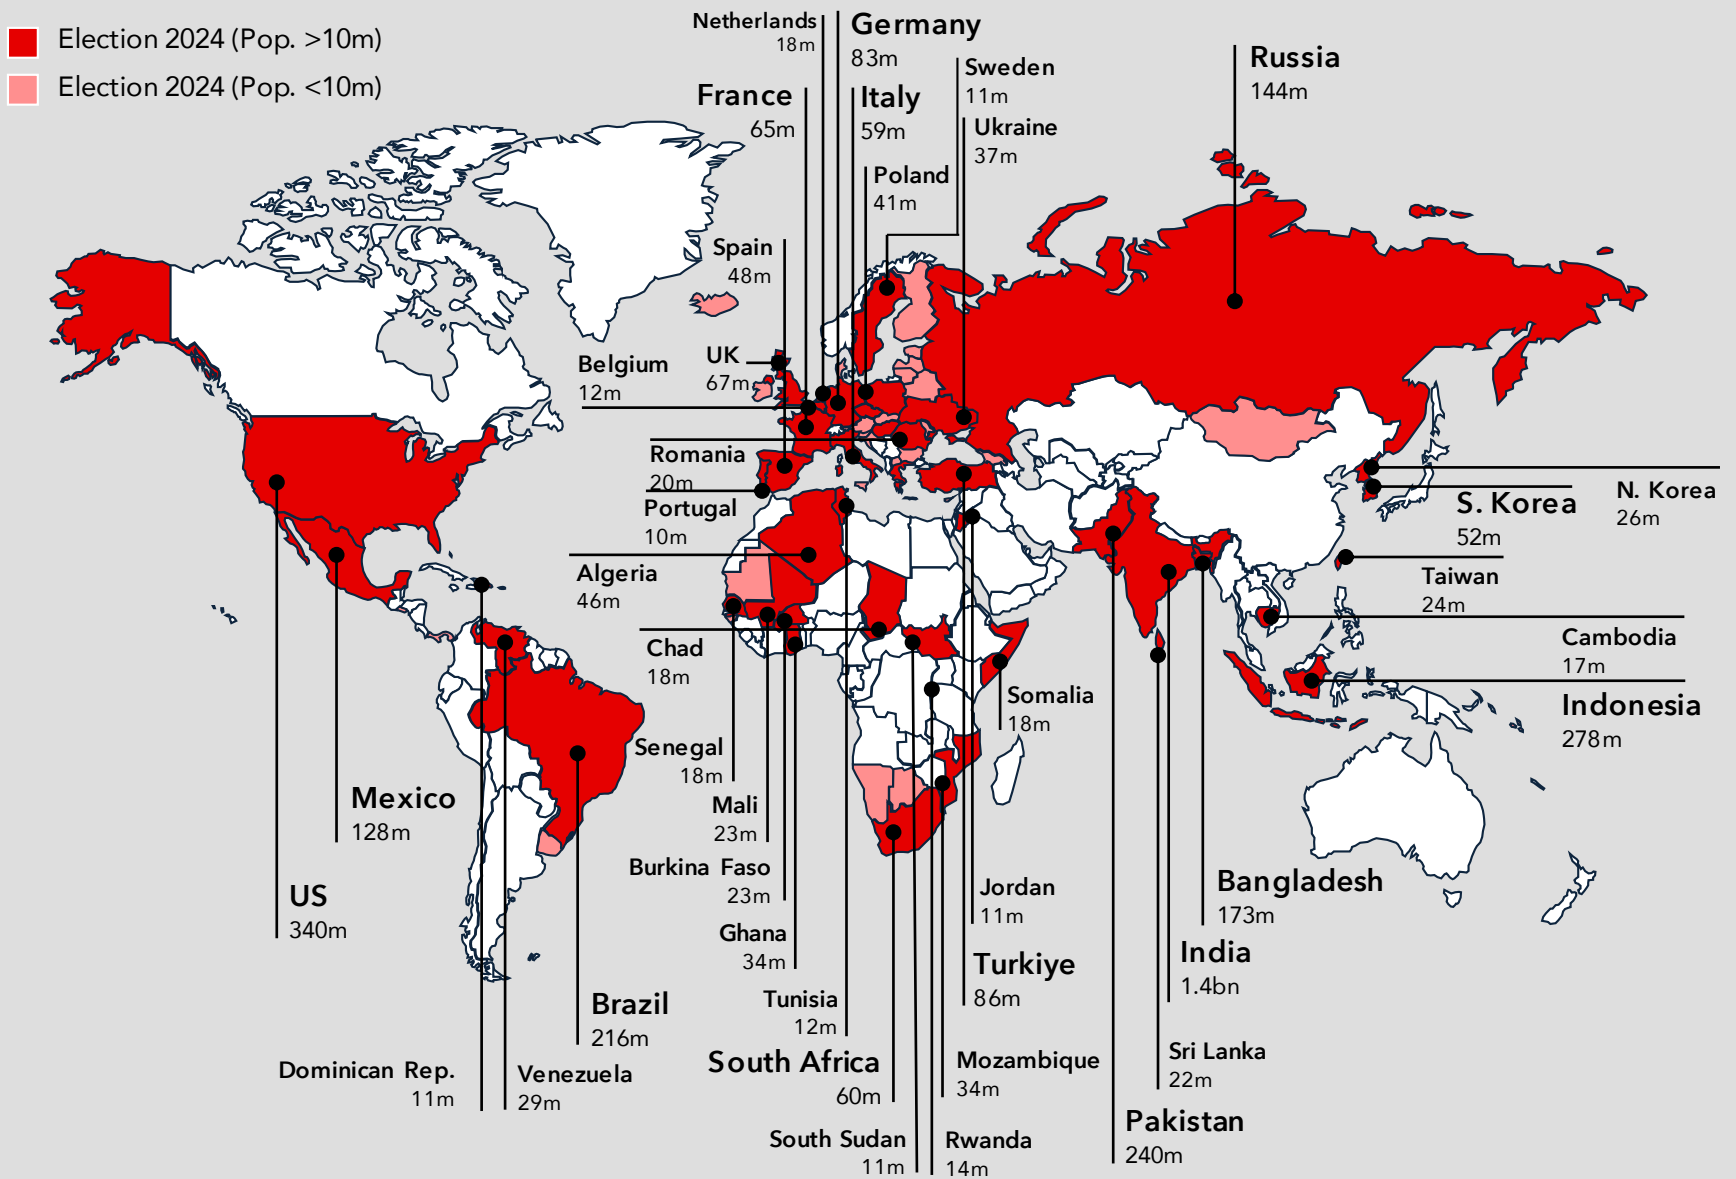 Election 2024 (Pop. >10m)
Election 2024 (Pop. <10m)
Netherlands
18m
Germany
83m
Sweden
11m
Russia
144m
France
65m
Italy
59m
Ukraine
37m
Poland
41m
Spain
48m
Belgium
12m
UK
67m
Romania
20m
Portugal
10m
Algeria
46m
Chad
18m
Senegal
18m
Mali
23m
Burkina Faso
23m
Ghana
34m
Tunisia
12m
South Africa
60m
South Sudan
11m
Rwanda
14m
Mozambique
34m
Turkiye
86m
Jordan
11m
Somalia
18m
S. Korea
52m
N. Korea
26m
Taiwan
24m
Cambodia
17m
Indonesia
278m
Bangladesh
173m
India
1.4bn
Sri Lanka
22m
Pakistan
240m
Mexico
128m
US
340m
Brazil
216m
Dominican Rep.
11m
Venezuela
29m